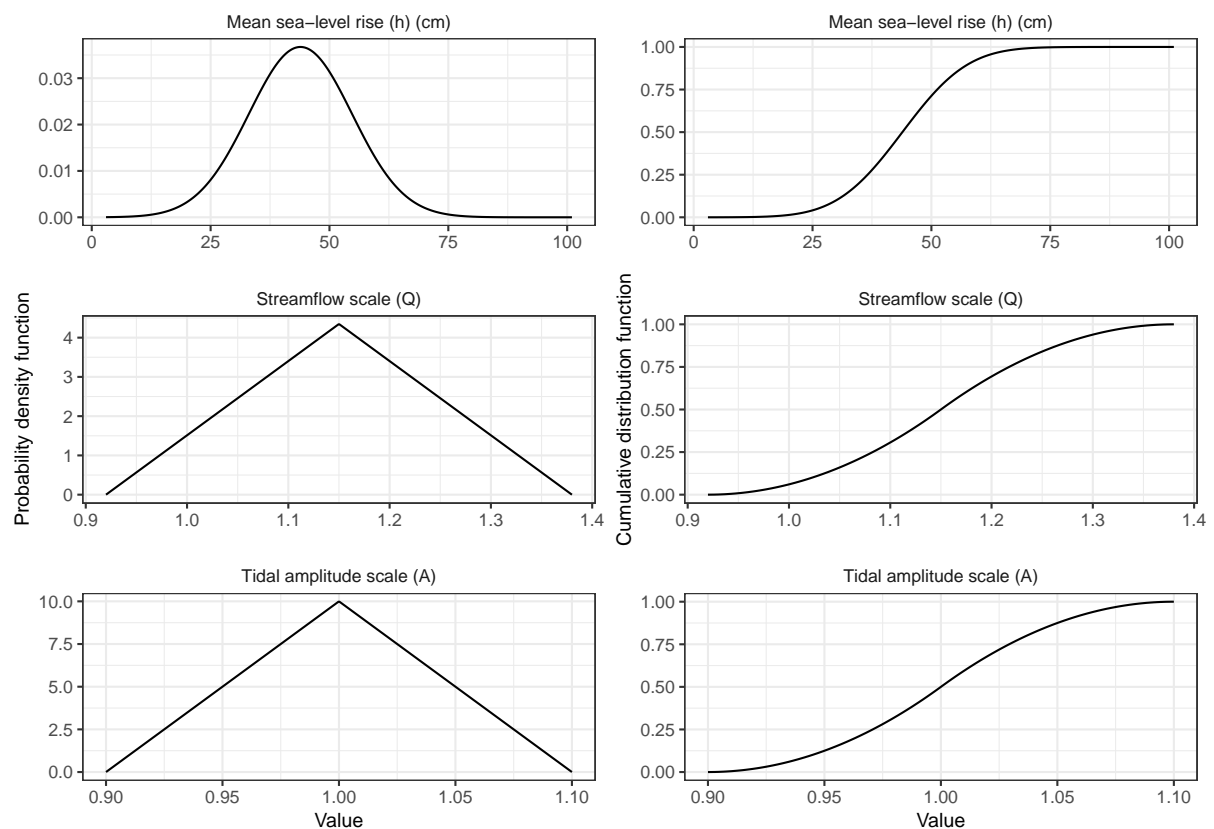 Mean sea−level rise (h) (cm)
0.03
0.02
0.01
0.00
0 25 50 75 100
Mean sea−level rise (h) (cm)
1.00
0.75
0.50
0.25
0.00
0 25 50 75 100
Probability density function
Streamflow scale (Q)
4
3
2
1
0
0.9 1.0 1.1 1.2 1.3 1.4
Cumulative distribution function
Streamflow scale (Q)
1.00
0.75
0.50
0.25
0.00
0.9 1.0 1.1 1.2 1.3 1.4
Tidal amplitude scale (A)
10.0
7.5
5.0
2.5
0.0
0.90 0.95 1.00 1.05 1.10
Value
Tidal amplitude scale (A)
1.00
0.75
0.50
0.25
0.00
0.90 0.95 1.00 1.05 1.10
Value